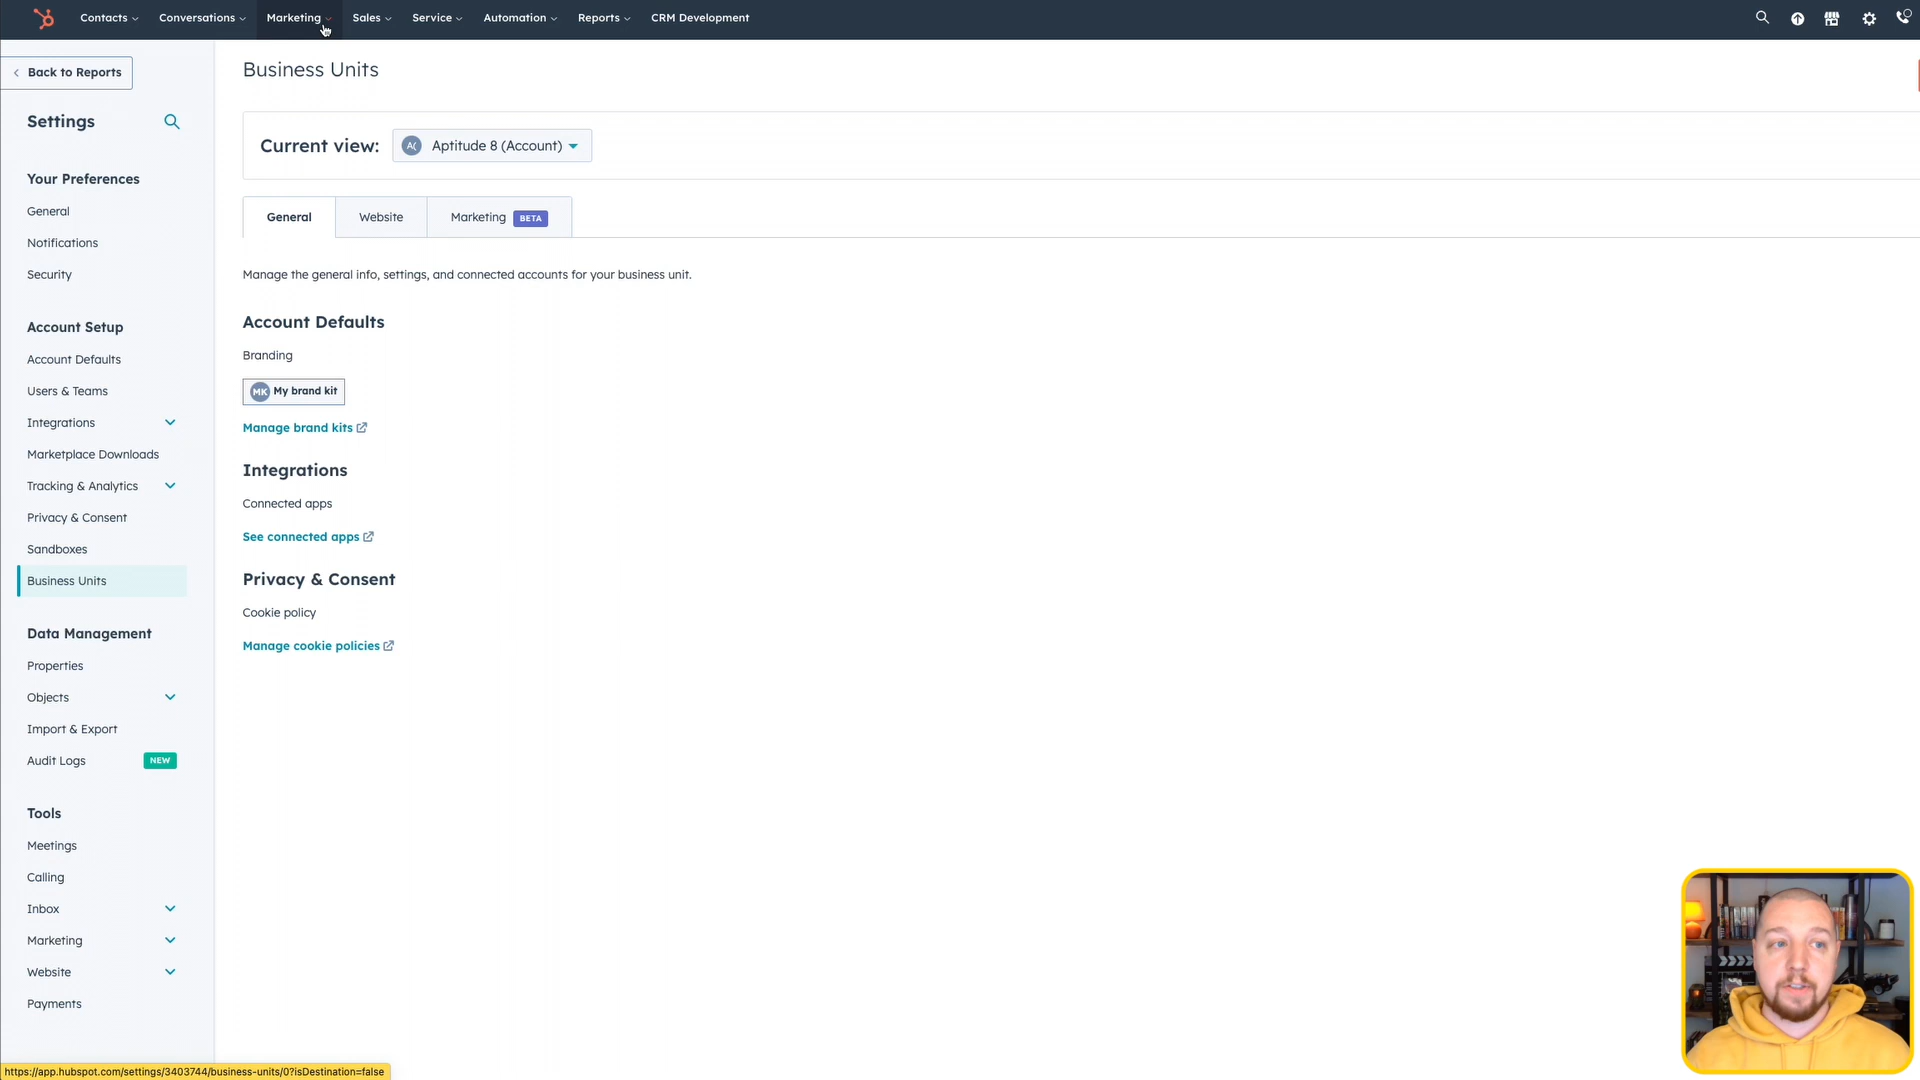 Contacts
Conversations
Marketing
Sales
Service
Automation
Reports
CRM Development
Back to Reports
Settings
Your Preferences
General
Notifications
Security
Account Setup
Account Defaults
Users & Teams
Integrations
Marketplace Downloads
Tracking & Analytics
Privacy & Consent
Sandboxes
Business Units
Data Management
Properties
Objects
Import & Export
Audit Logs NEW
Tools
Meetings
Calling
Inbox
Marketing
Website
Payments
Business Units
Current view: A( Aptitude 8 (Account)
General
Website
Marketing BETA
Manage the general info, settings, and connected accounts for your business unit.
Account Defaults
Branding
MK My brand kit
Manage brand kits
Integrations
Connected apps
See connected apps
Privacy & Consent
Cookie policy
Manage cookie policies
https://app.hubspot.com/settings/3403744/business-units/0?isDestination=false